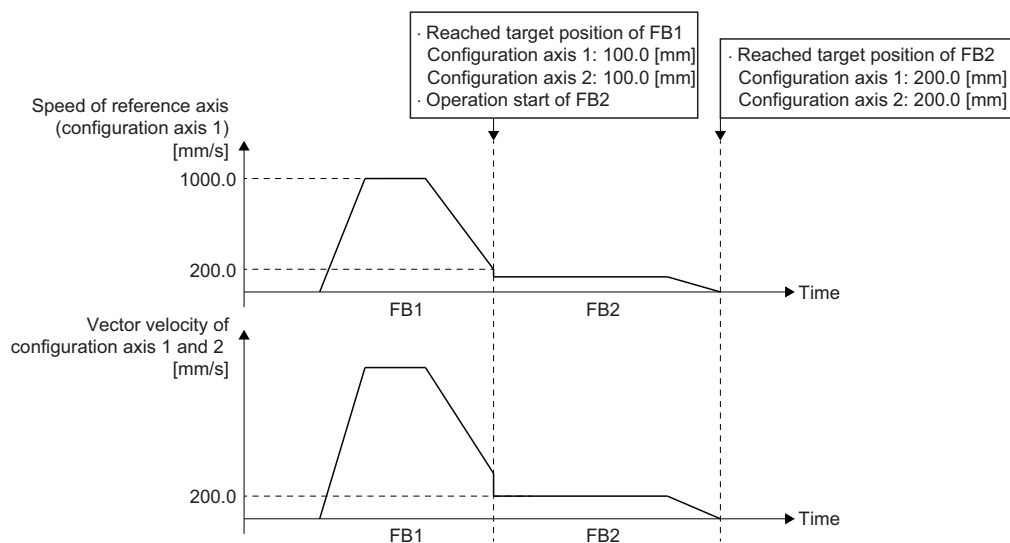 · Reached target position of FB1
Configuration axis 1: 100.0 [mm]
Configuration axis 2: 100.0 [mm]
· Operation start of FB2
· Reached target position of FB2
Configuration axis 1: 200.0 [mm]
Configuration axis 2: 200.0 [mm]
Speed of reference axis
(configuration axis 1)
[mm/s]
1000.0
200.0
Time
FB1
FB2
Vector velocity of
configuration axis 1 and 2
[mm/s]
200.0
Time
FB1
FB2